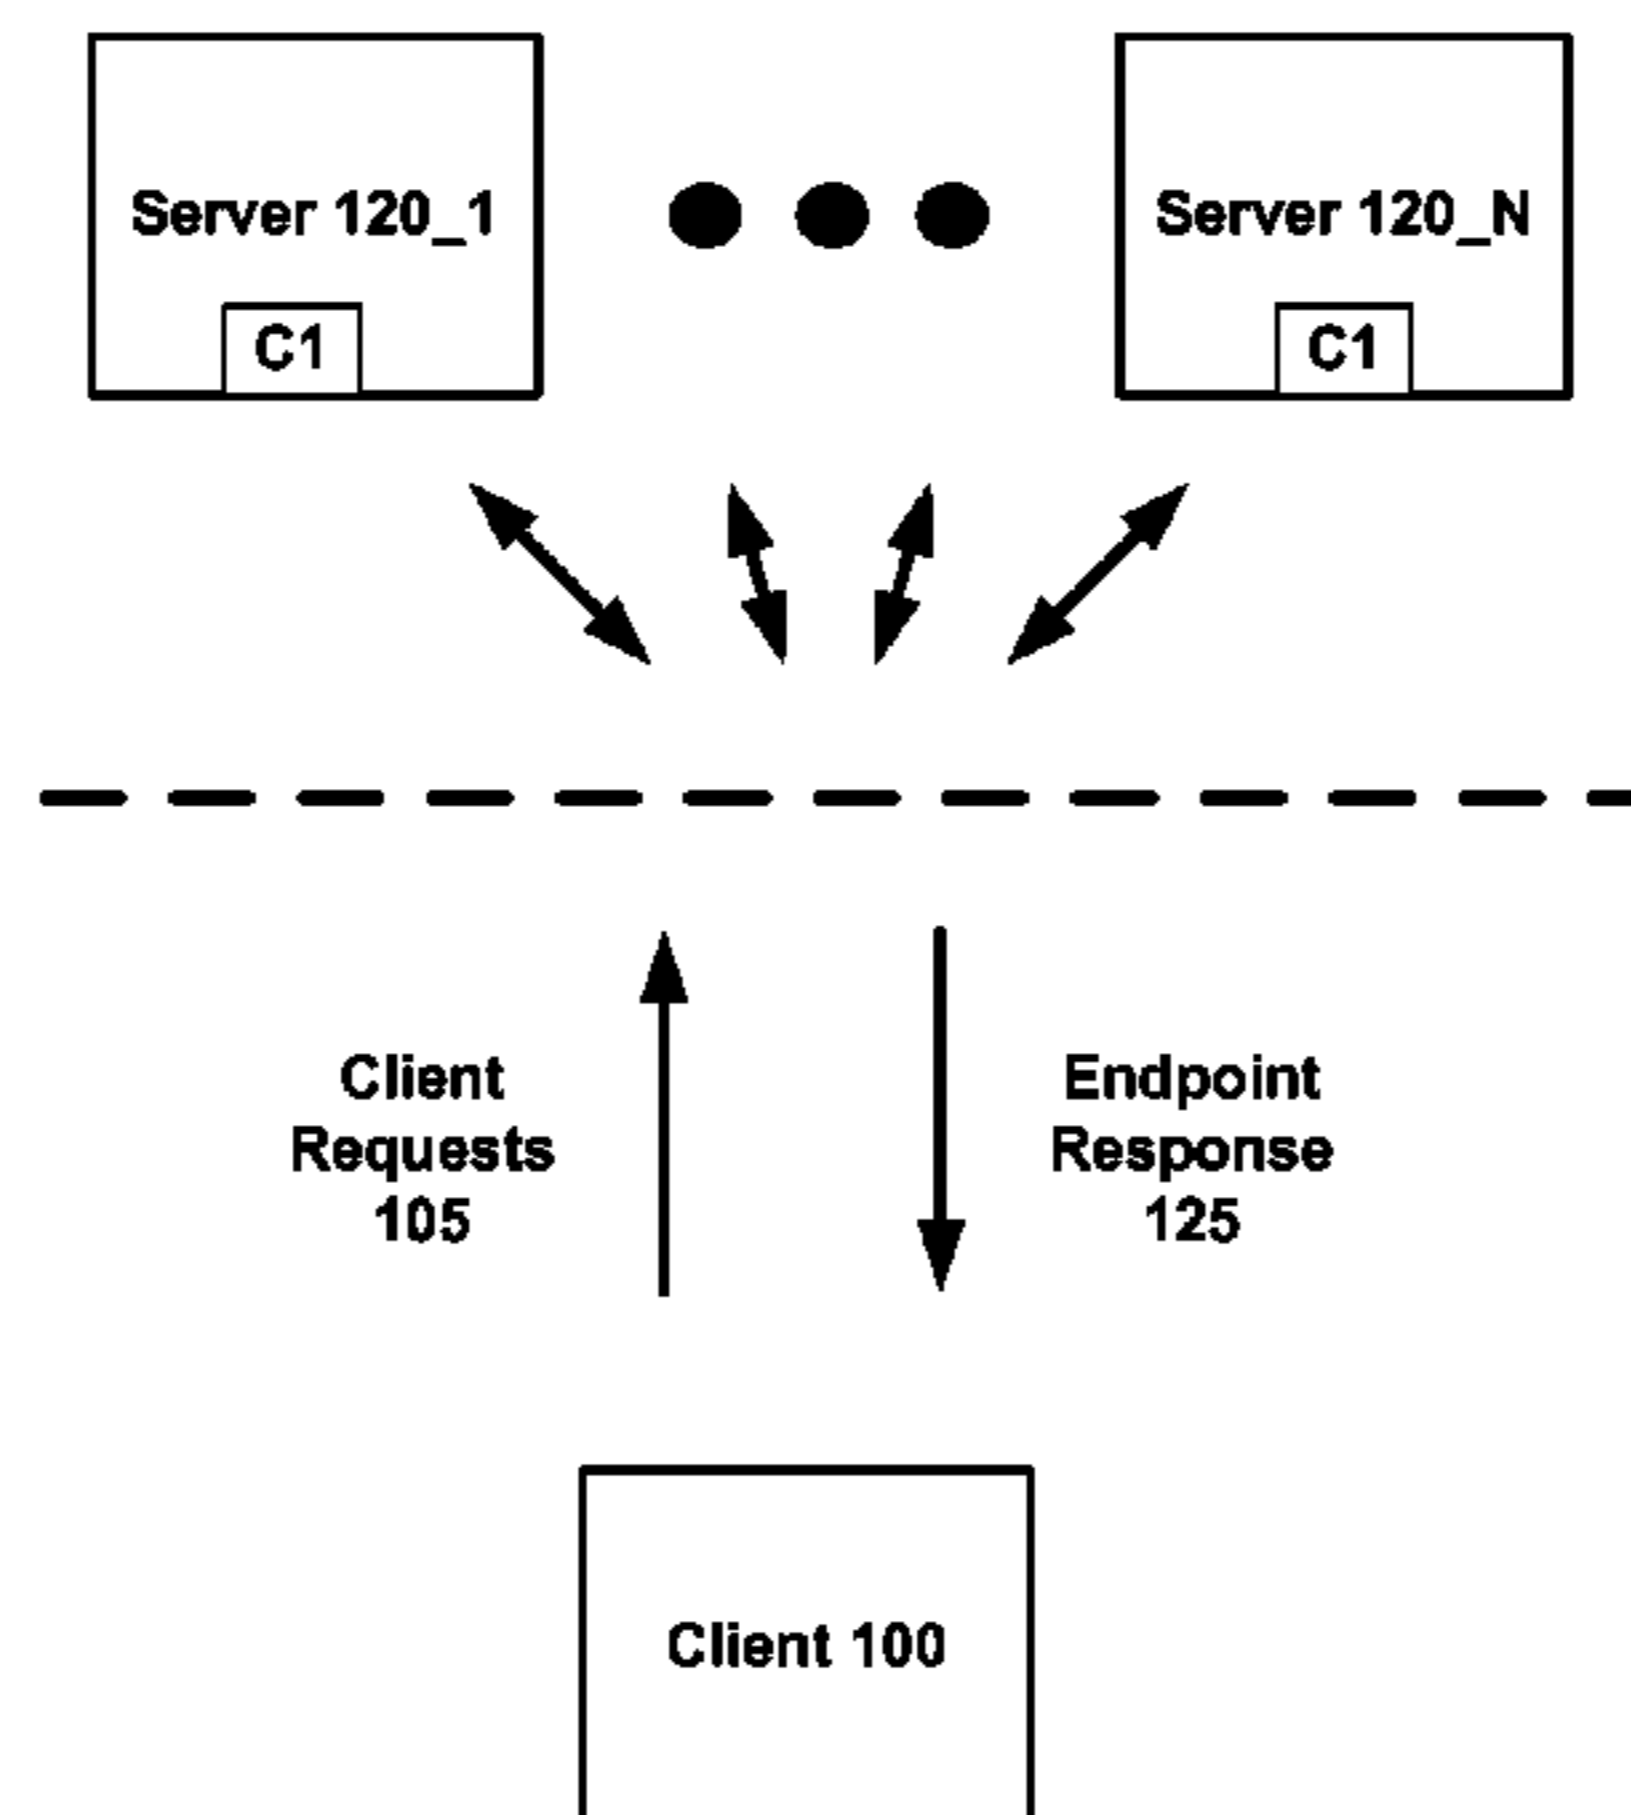 Server 120_1
Server 120_N
C1
C1
Client
Requests
105
Endpoint
Response
125
Client 100